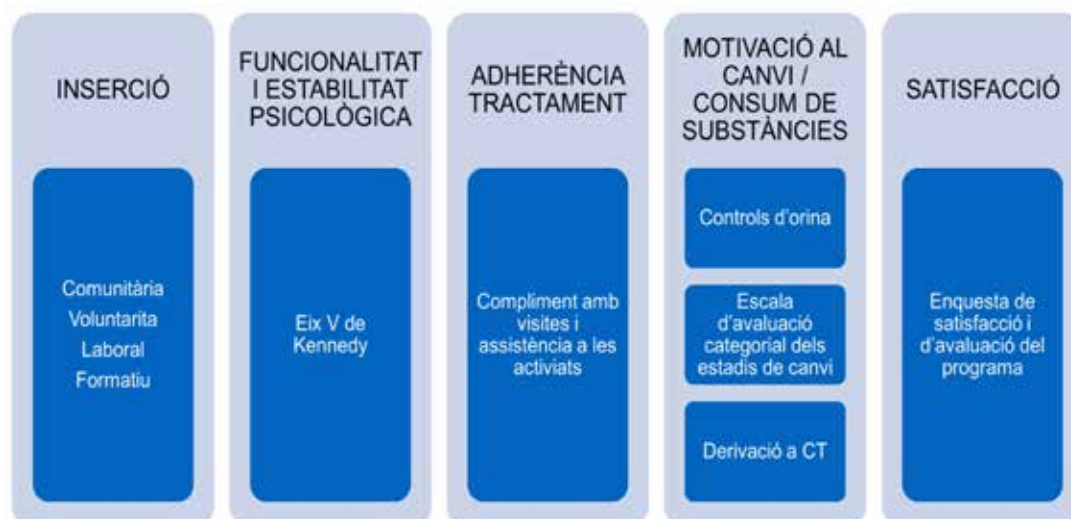 INSERCIÓ
Comunitària
Voluntarita
Laboral
Formatiu
FUNCIONALITAT
I ESTABILITAT
PSICOLÒGICA
Eix V de
Kennedy
ADHERÈNCIA
TRACTAMENT
Compliment amb
visites i
assistència a les
activiats
MOTIVACIÓ AL
CANVI /
CONSUM DE
SUBSTÀNCIES
Controls d'orina
Escala
d'avaluació
categorial dels
estadis de canvi
Derivació a CT
SATISFACCIÓ
Enquesta de
satisfacció i
d'avaluació del
programa